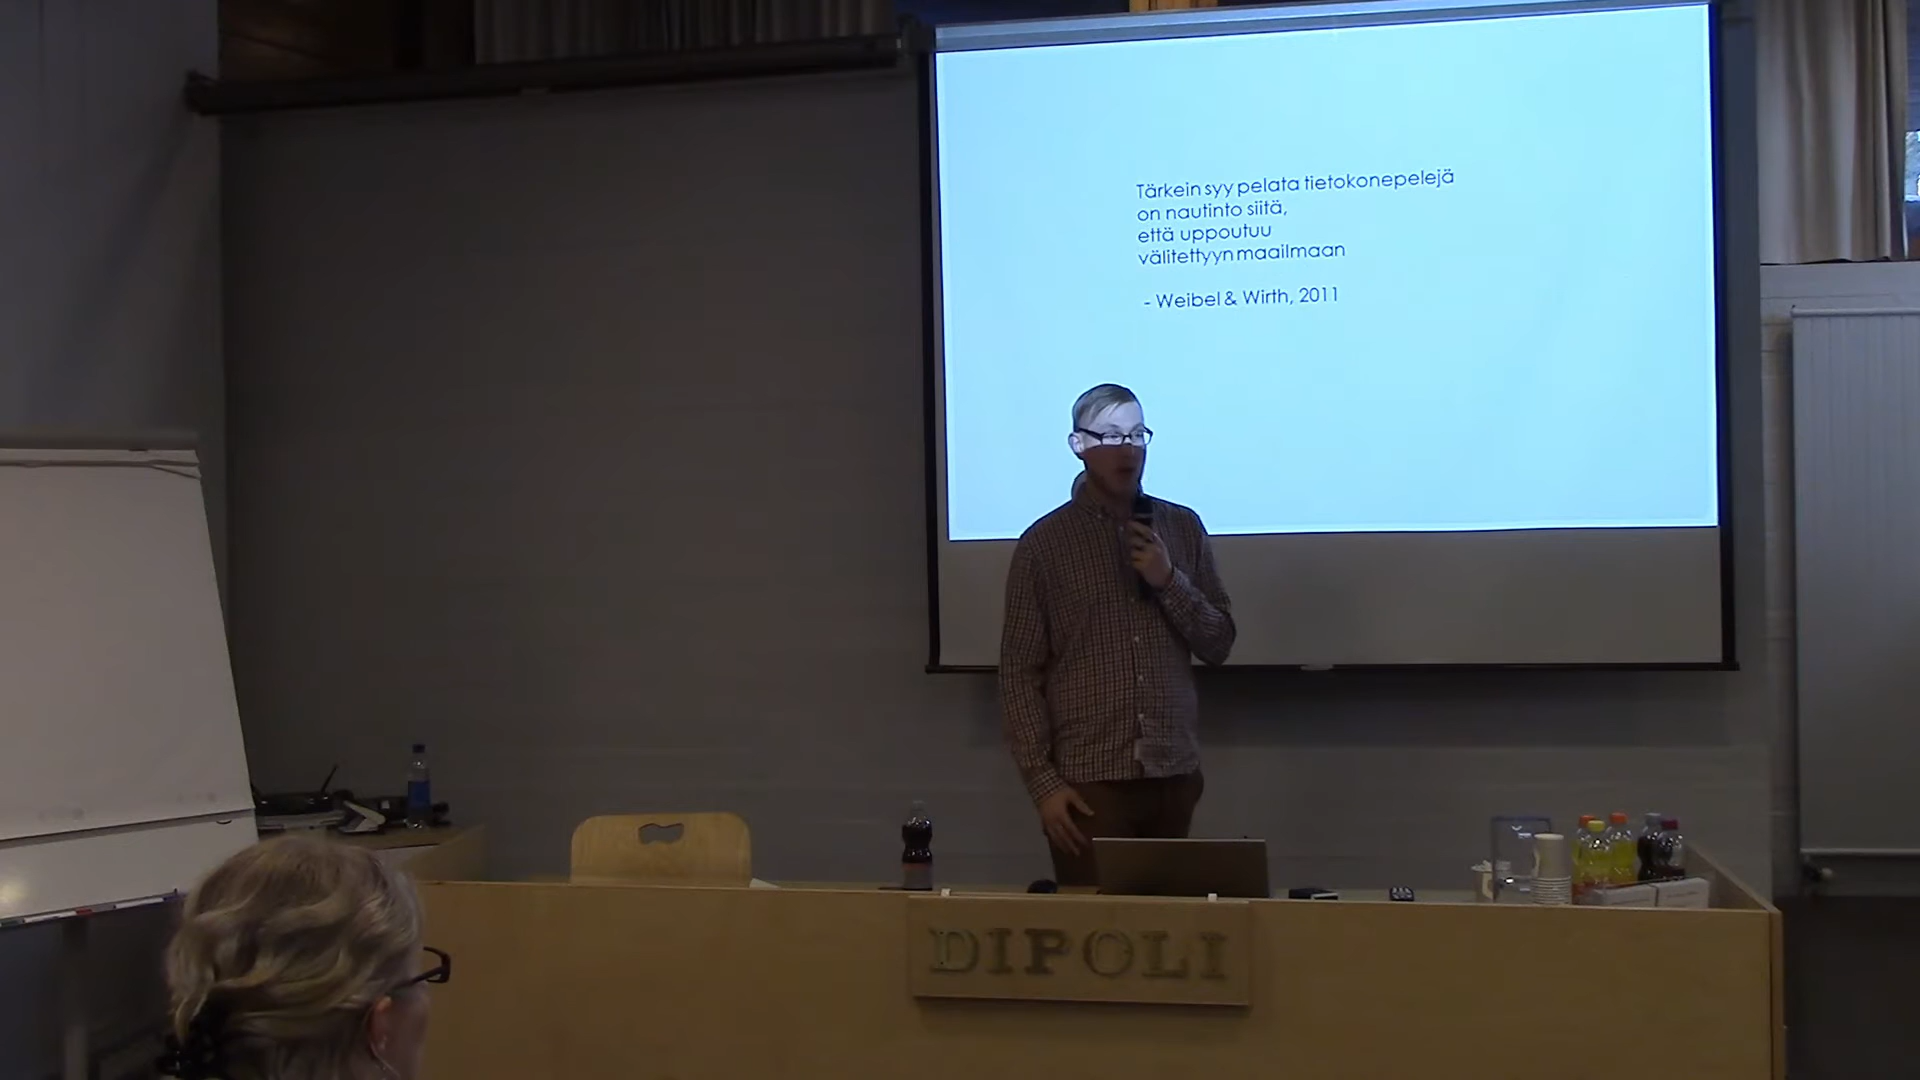 Tärkein syy pelata tietokonepelejä
on nautinto siitä,
että uppoutuu
välitettyyn maailmaan
- Weibel & Wirth, 2011
DIPOLI